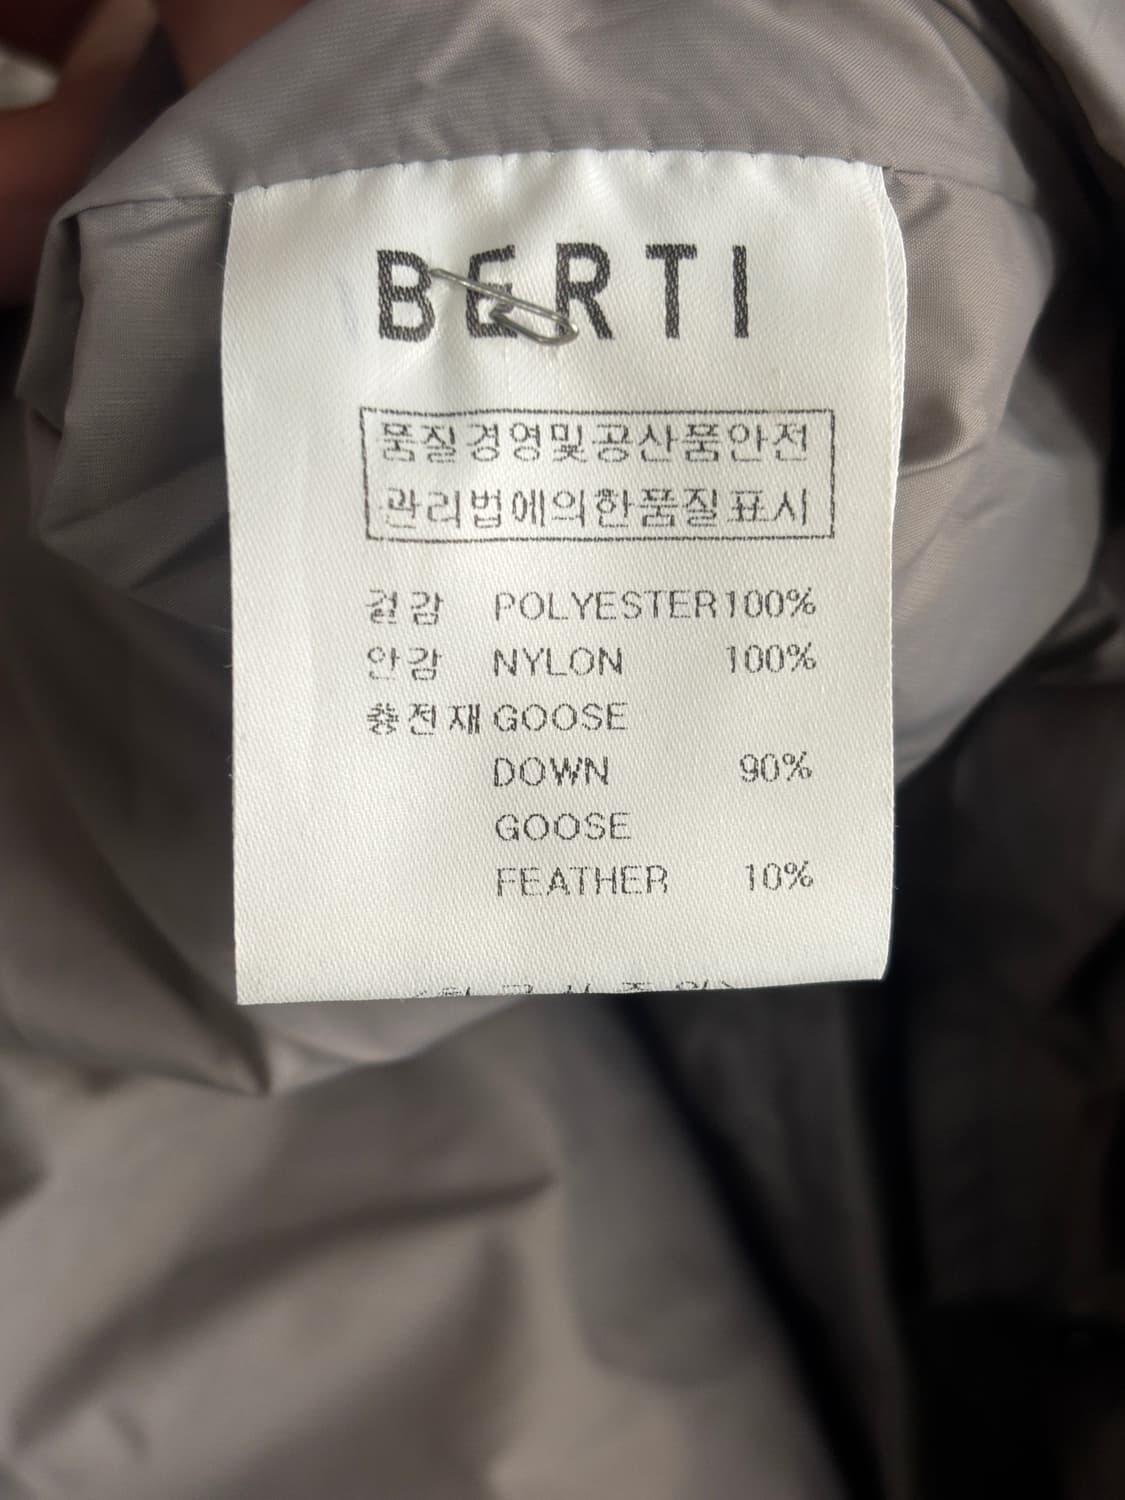 BERTI
품질경영및공산품안전
관리법에의한품질표시
겉감 POLYESTER100%
안감 NYLON 100%
충전재 GOOSE
DOWN 90%
GOOSE
FEATHER 10%